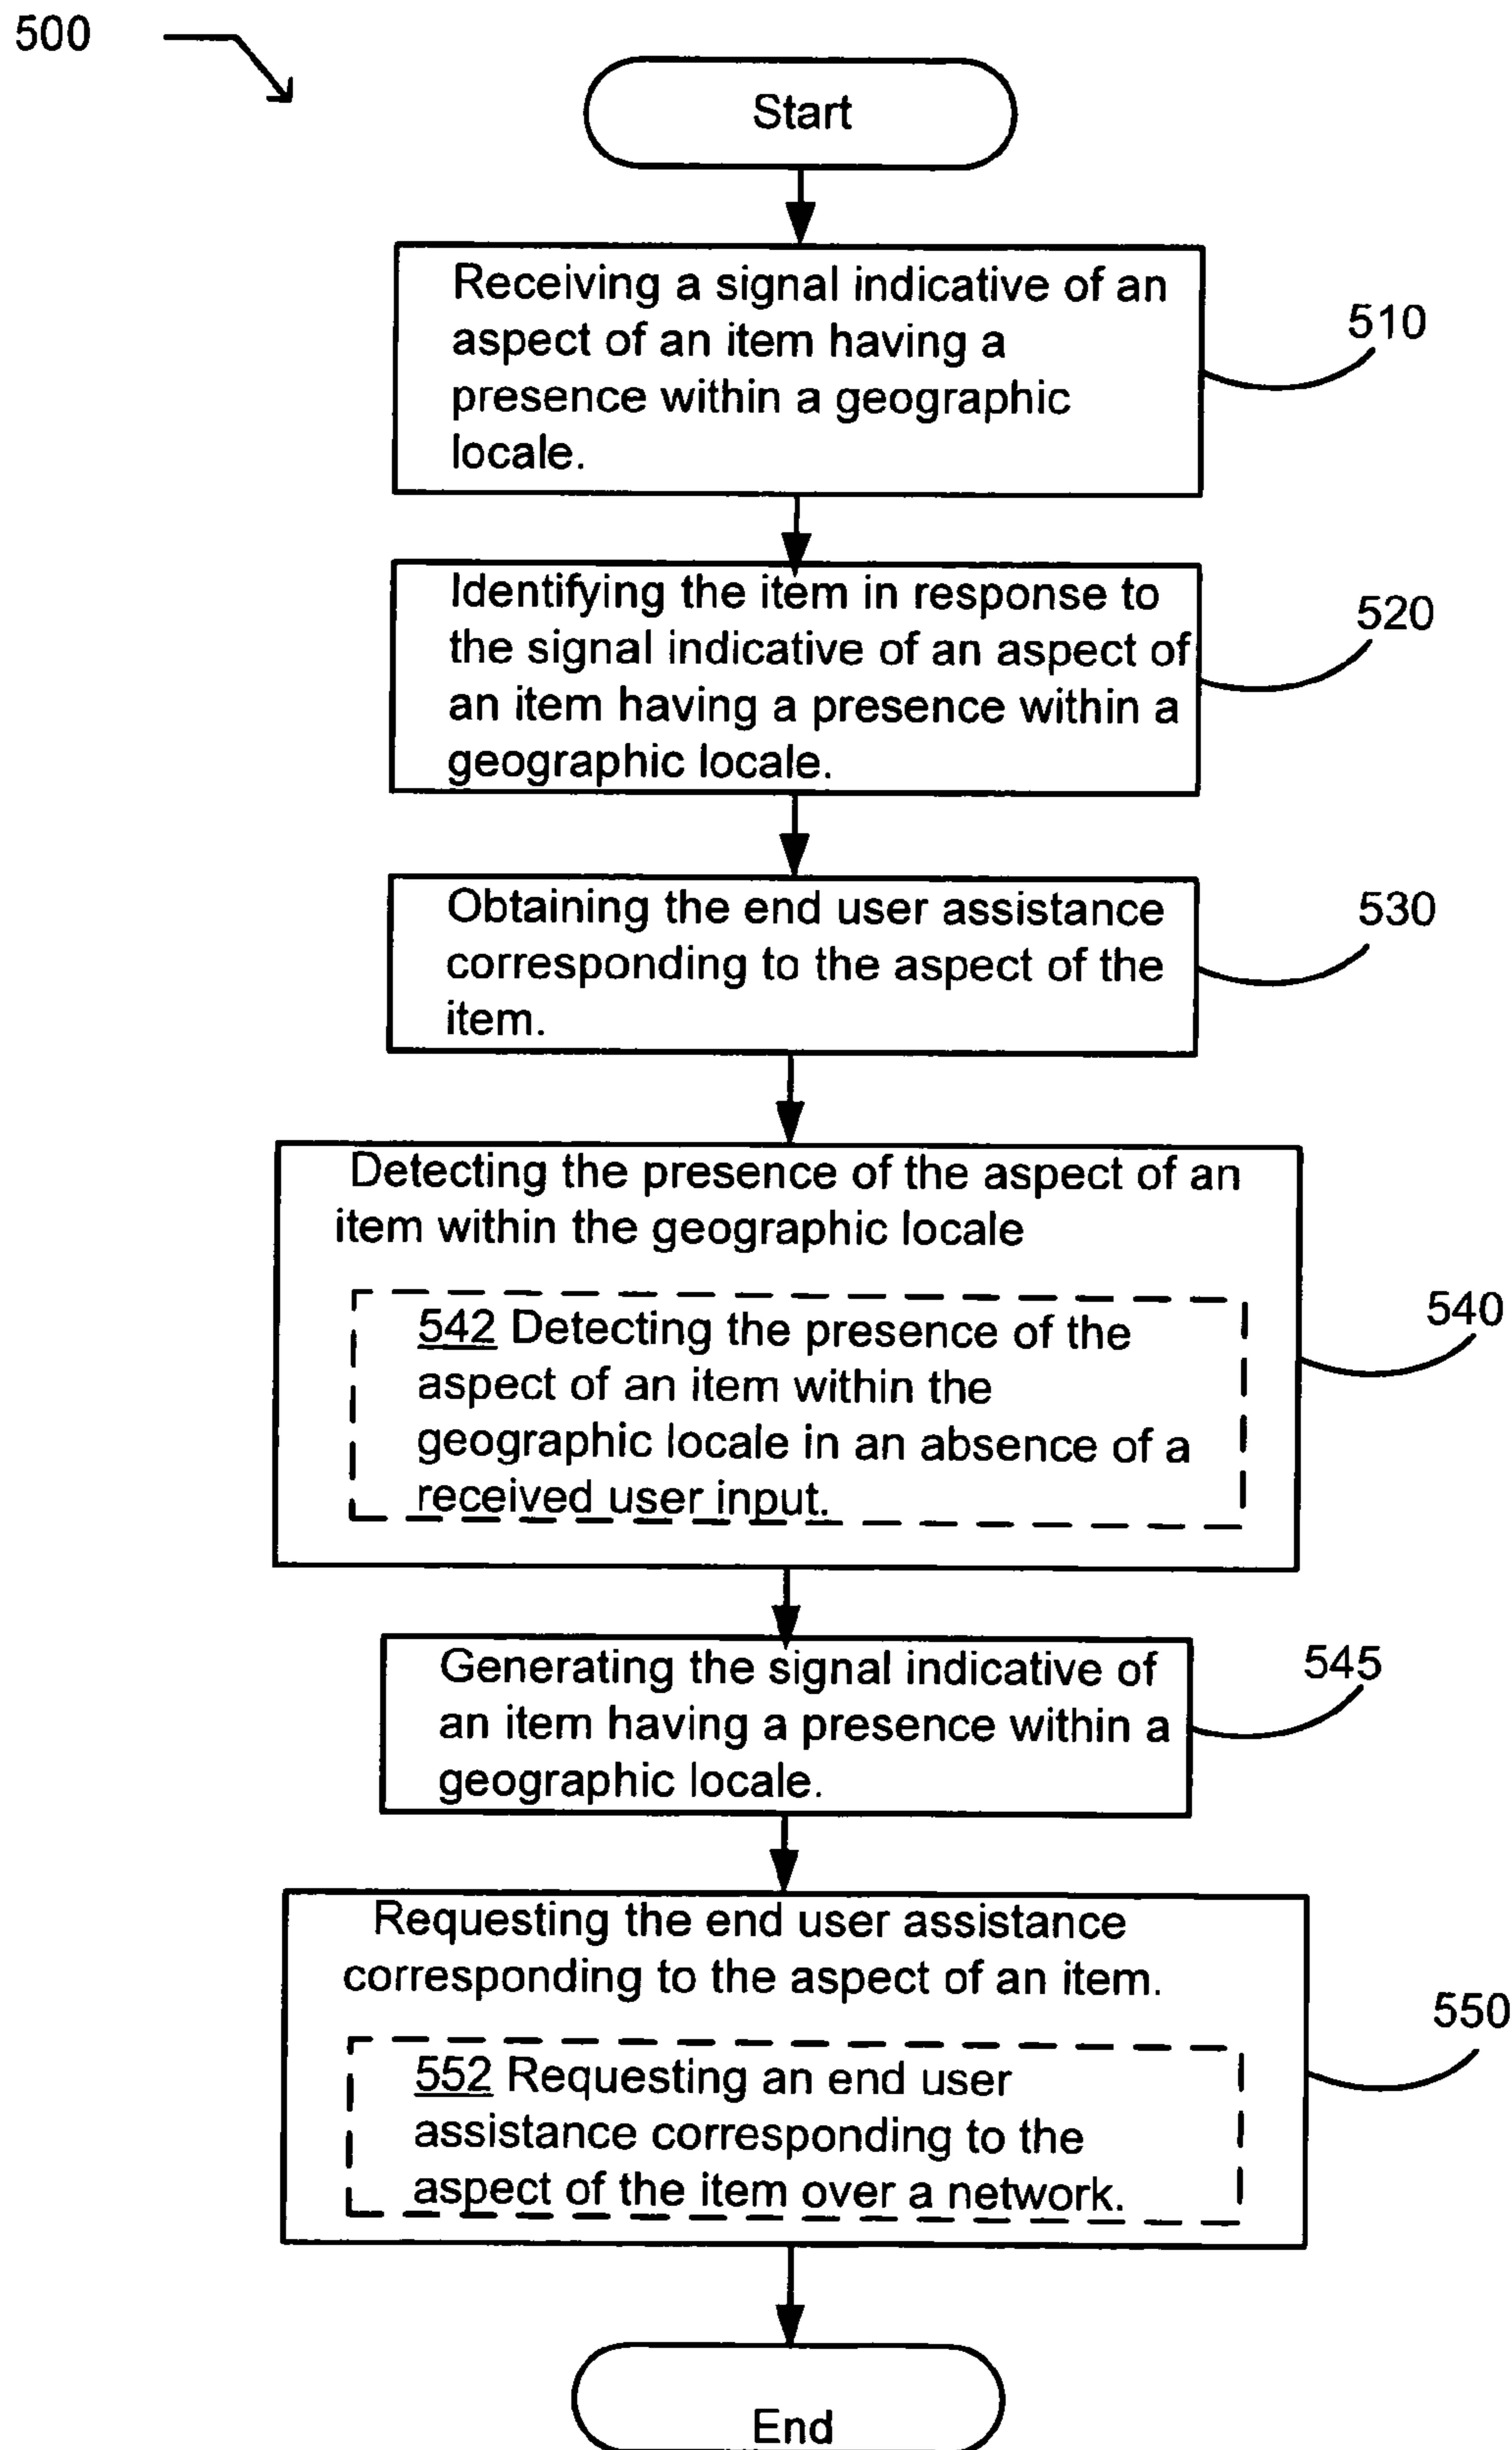 500
Start
Receiving a signal indicative of an
aspect of an item having a
presence within a geographic
locale.
510
Identifying the item in response to
the signal indicative of an aspect of
an item having a presence within a
geographic locale.
520
Obtaining the end user assistance
corresponding to the aspect of the
item.
530
Detecting the presence of the aspect of an
item within the geographic locale
542 Detecting the presence of the
aspect of an item within the
geographic locale in an absence of a
received user input.
540
Generating the signal indicative of
an item having a presence within a
geographic locale.
545
Requesting the end user assistance
corresponding to the aspect of an item.
552 Requesting an end user
assistance corresponding to the
aspect of the item over a network.
550
End